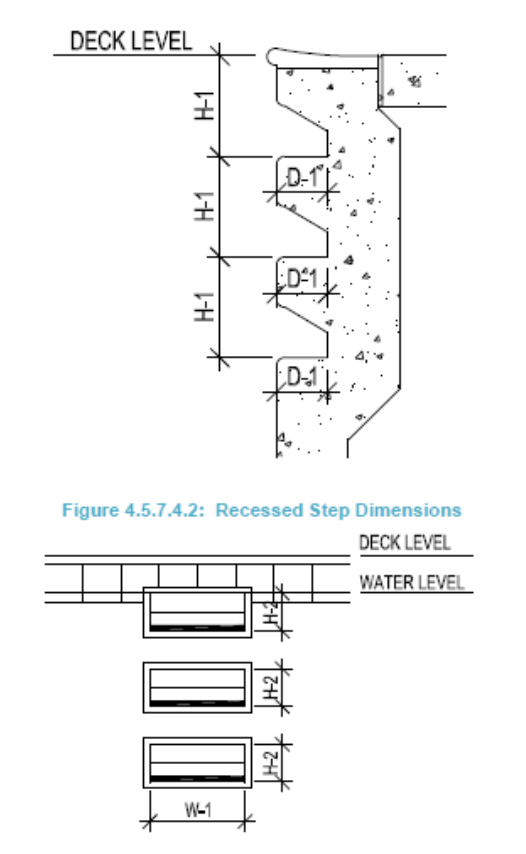 DECK LEVEL
H-1
D-1
H-1
D-1
H-1
D-1
Figure 4.5.7.4.2: Recessed Step Dimensions
DECK LEVEL
WATER LEVEL
H-2
H-2
H-2
W-1